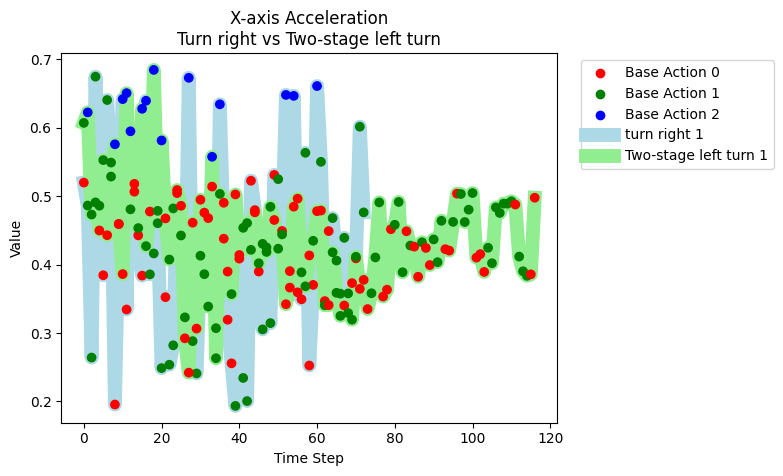 X-axis Acceleration
Turn right vs Two-stage left turn
0.7
0.6
0.5
0.4
0.3
0.2
Value
0
20
40
60
80
100
120
Time Step
Base Action 0
Base Action 1
Base Action 2
turn right 1
Two-stage left turn 1